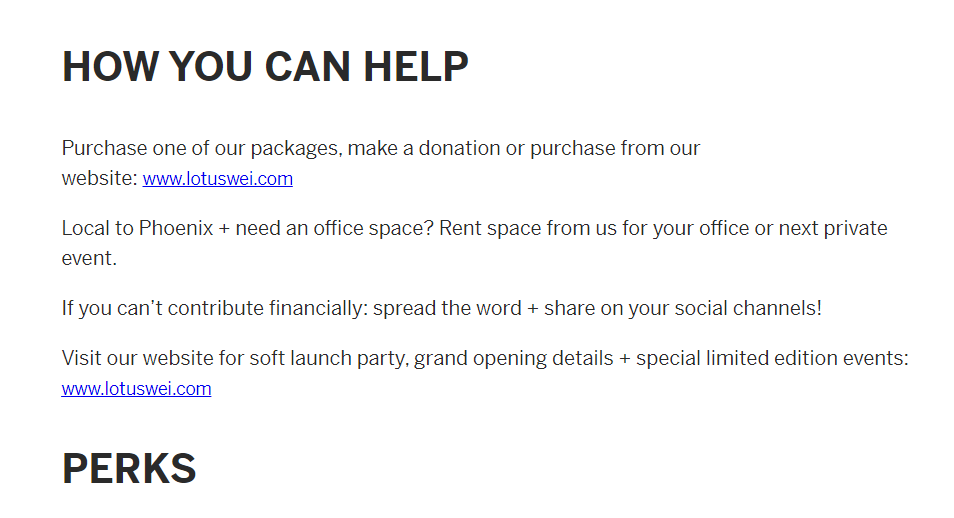 HOW YOU CAN HELP
Purchase one of our packages, make a donation or purchase from our
website: www.lotuswei.com
Local to Phoenix + need an office space? Rent space from us for your office or next private
event.
If you can’t contribute financially: spread the word + share on your social channels!
Visit our website for soft launch party, grand opening details + special limited edition events:
www.lotuswei.com
PERKS